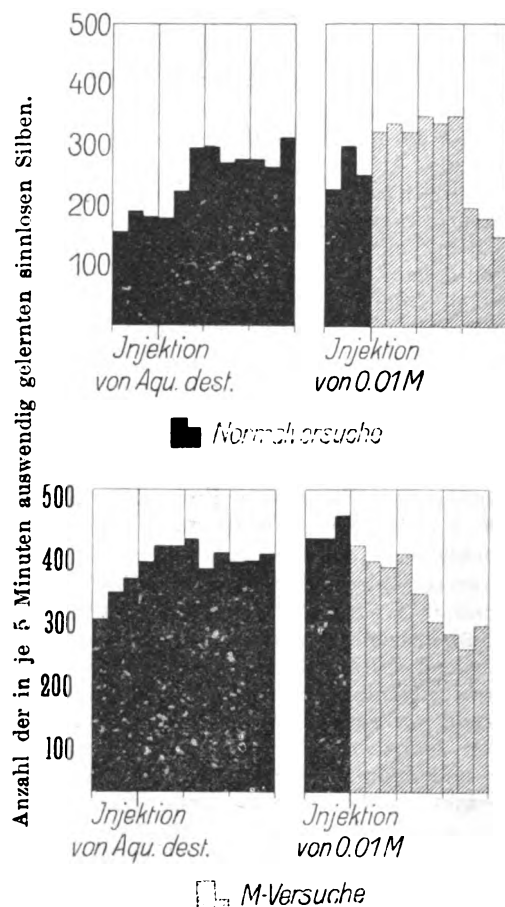 Anzahl der in je 5 Minuten auswendig gelernten sinnlosen Silben.
500
400
300
200
100
Jnjektion
von Aqu. dest.
Jnjektion
von 0.01 M
Normalversuche
500
400
300
200
100
Jnjektion
von Aqu. dest.
Jnjektion
von 0.01 M
M-Versuche